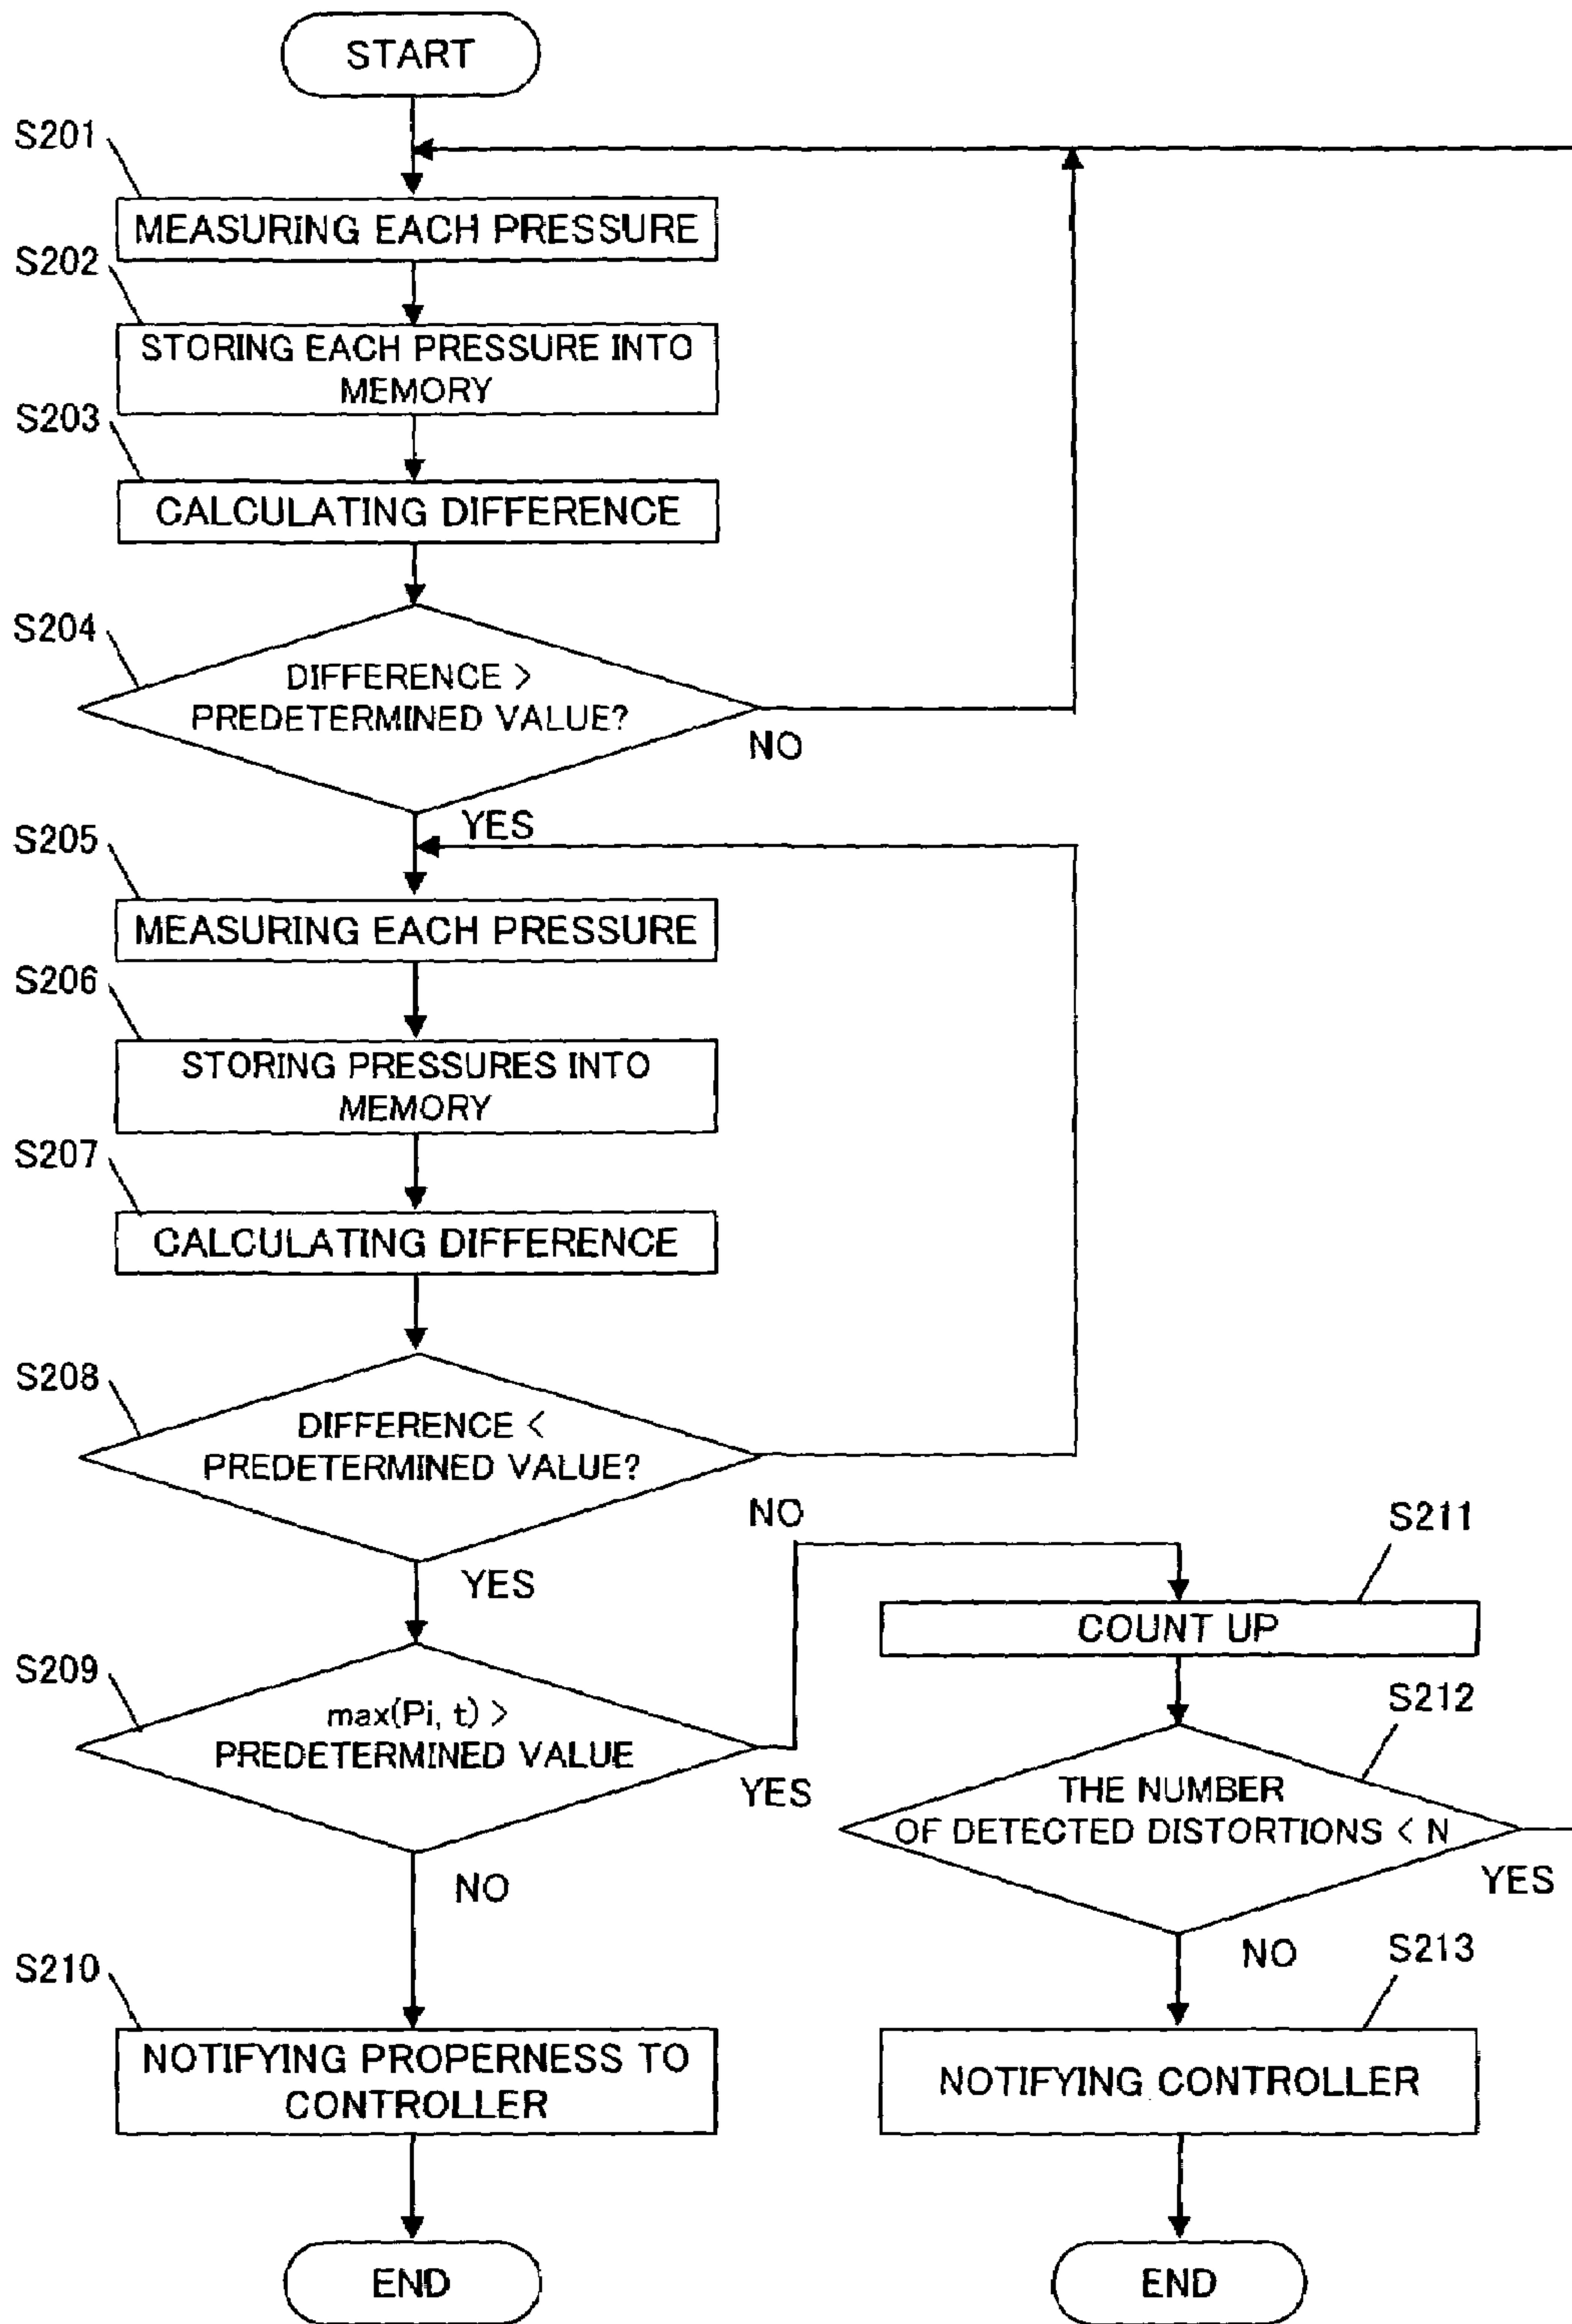 START
S201
MEASURING EACH PRESSURE
S202
STORING EACH PRESSURE INTO
MEMORY
S203
CALCULATING DIFFERENCE
S204
DIFFERENCE >
PREDETERMINED VALUE?
NO
YES
S205
MEASURING EACH PRESSURE
S206
STORING PRESSURES INTO
MEMORY
S207
CALCULATING DIFFERENCE
S208
DIFFERENCE <
PREDETERMINED VALUE?
NO
YES
S209
max(Pi, t) >
PREDETERMINED VALUE
YES
NO
S210
NOTIFYING PROPERNESS TO
CONTROLLER
END
S211
COUNT UP
S212
THE NUMBER
OF DETECTED DISTORTIONS < N
YES
NO
S213
NOTIFYING CONTROLLER
END